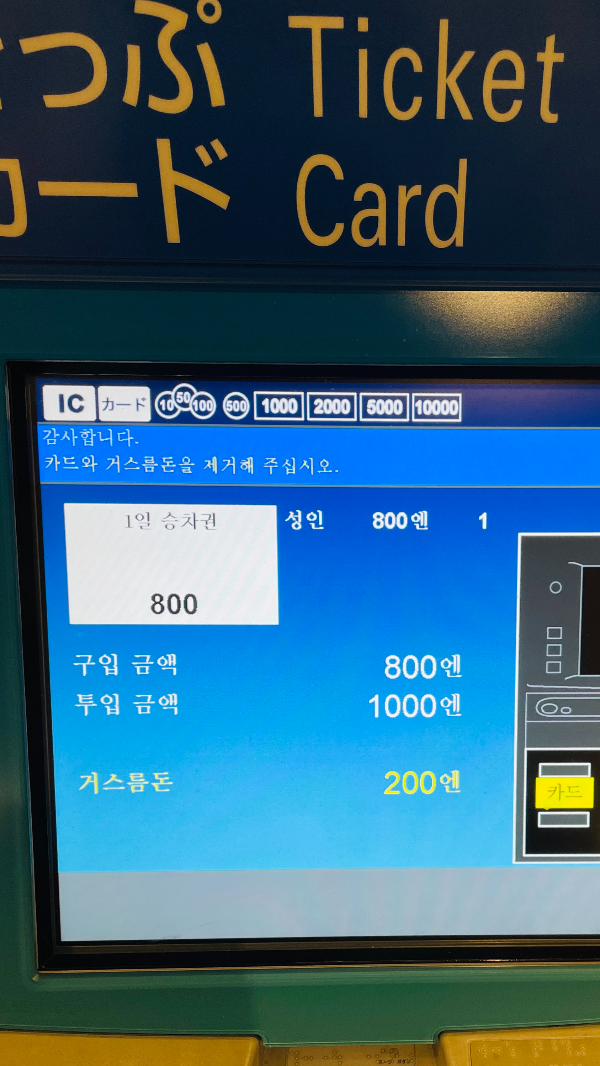 っぷ Ticket
カード Card
IC カード 10 50 100 500 1000 2000 5000 10000
감사합니다.
카드와 거스름돈을 제거해 주십시오.
1일 승차권 성인 800엔 1
800
구입 금액 800엔
투입 금액 1000엔
거스름돈 200엔
카드